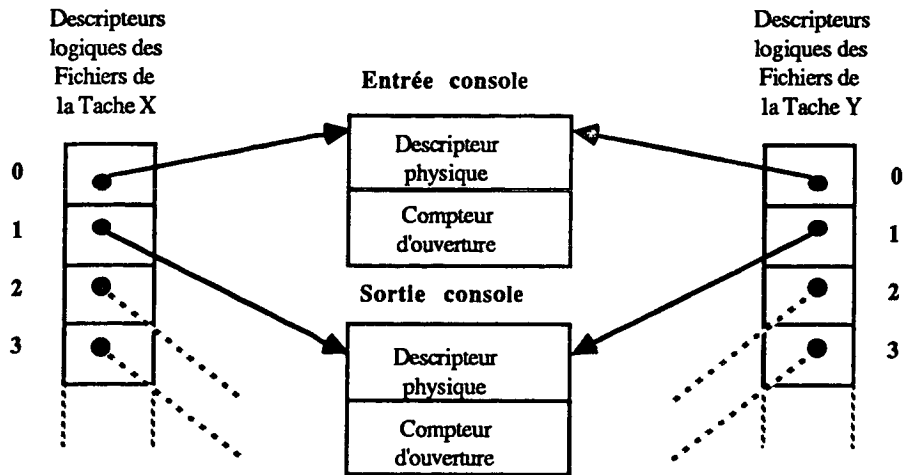 Descripteurs
logiques des
Fichiers de
la Tache X
Descripteurs
logiques des
Fichiers de
la Tache Y
Entrée console
Descripteur
physique
Compteur
d'ouverture
Sortie console
Descripteur
physique
Compteur
d'ouverture
0
1
2
3
0
1
2
3